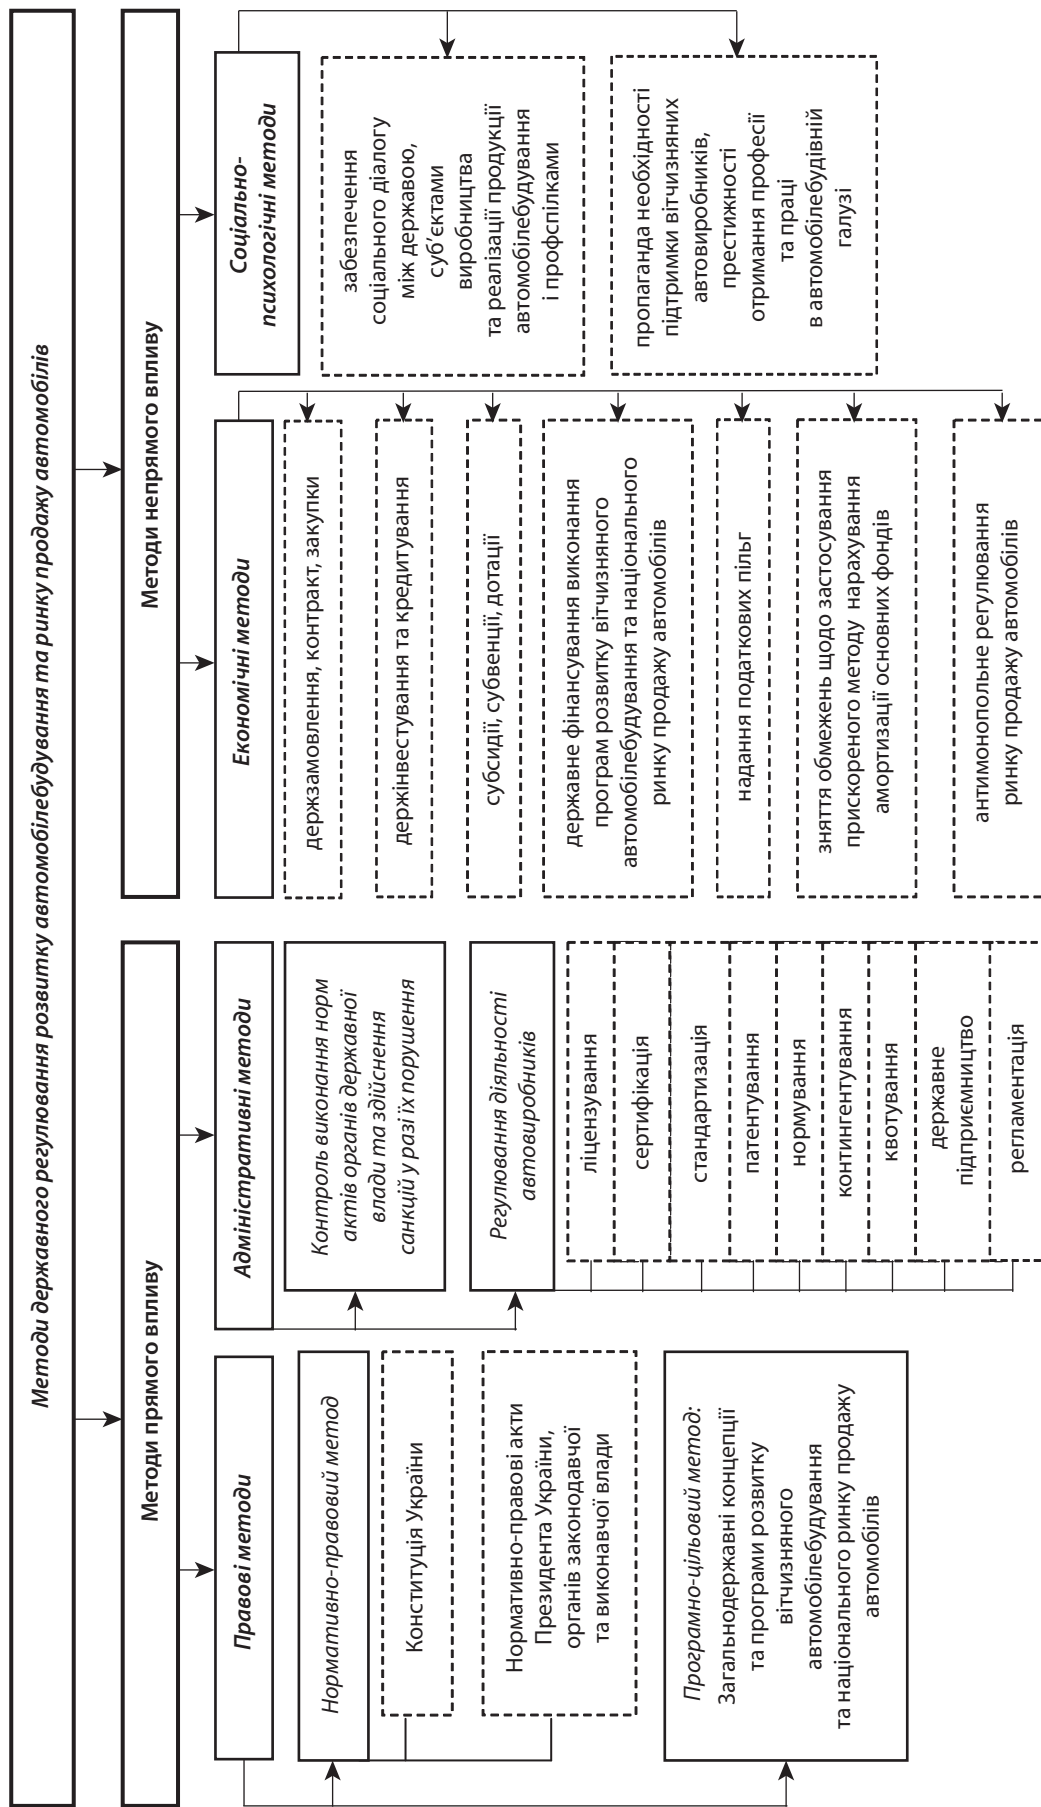 Методи державного регулювання розвитку автомобілебудування та ринку продажу автомобілів
Методи прямого впливу
Методи непрямого впливу
Правові методи
Адміністративні методи
Економічні методи
Соціально-
психологічні методи
Нормативно-правовий метод
Конституція України
Нормативно-правові акти
Президента України,
органів законодавчої
та виконавчої влади
Програмно-цільовий метод:
Загальнодержавні концепції
та програми розвитку
вітчизняного
автомобілебудування
та національного ринку продажу
автомобілів
Контроль виконання норм
актів органів державної
влади та здійснення
санкцій у разі їх порушення
Регулювання діяльності
автовиробників
ліцензування
сертифікація
стандартизація
патентування
нормування
контингентування
квотування
державне
підприємництво
регламентація
держзамовлення, контракт, закупки
держінвестування та кредитування
субсидії, субвенції, дотації
державне фінансування виконання
програм розвитку вітчизняного
автомобілебудування та національного
ринку продажу автомобілів
надання податкових пільг
зняття обмежень щодо застосування
прискореного методу нарахування
амортизації основних фондів
антимонопольне регулювання
ринку продажу автомобілів
забезпечення
соціального діалогу
між державою,
суб’єктами
виробництва
та реалізації продукції
автомобілебудування
і профспілками
пропаганда необхідності
підтримки вітчизняних
автовиробників,
престижності
отримання професії
та праці
в автомобілебудівній
галузі